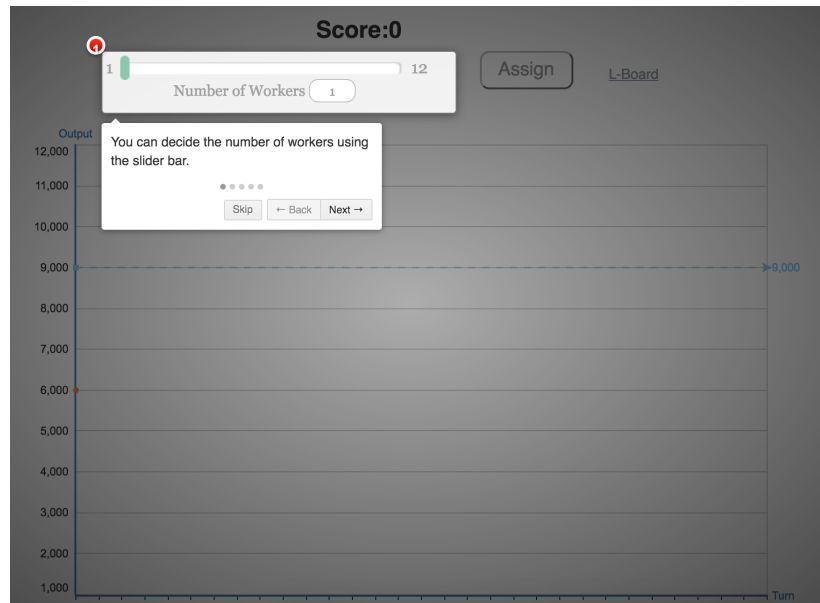 Score:0
1
1 12
Number of Workers 1
Assign
L-Board
You can decide the number of workers using
the slider bar.
Skip ← Back Next →
Output
12,000
11,000
10,000
9,000 9,000
8,000
7,000
6,000
5,000
4,000
3,000
2,000
1,000
Turn